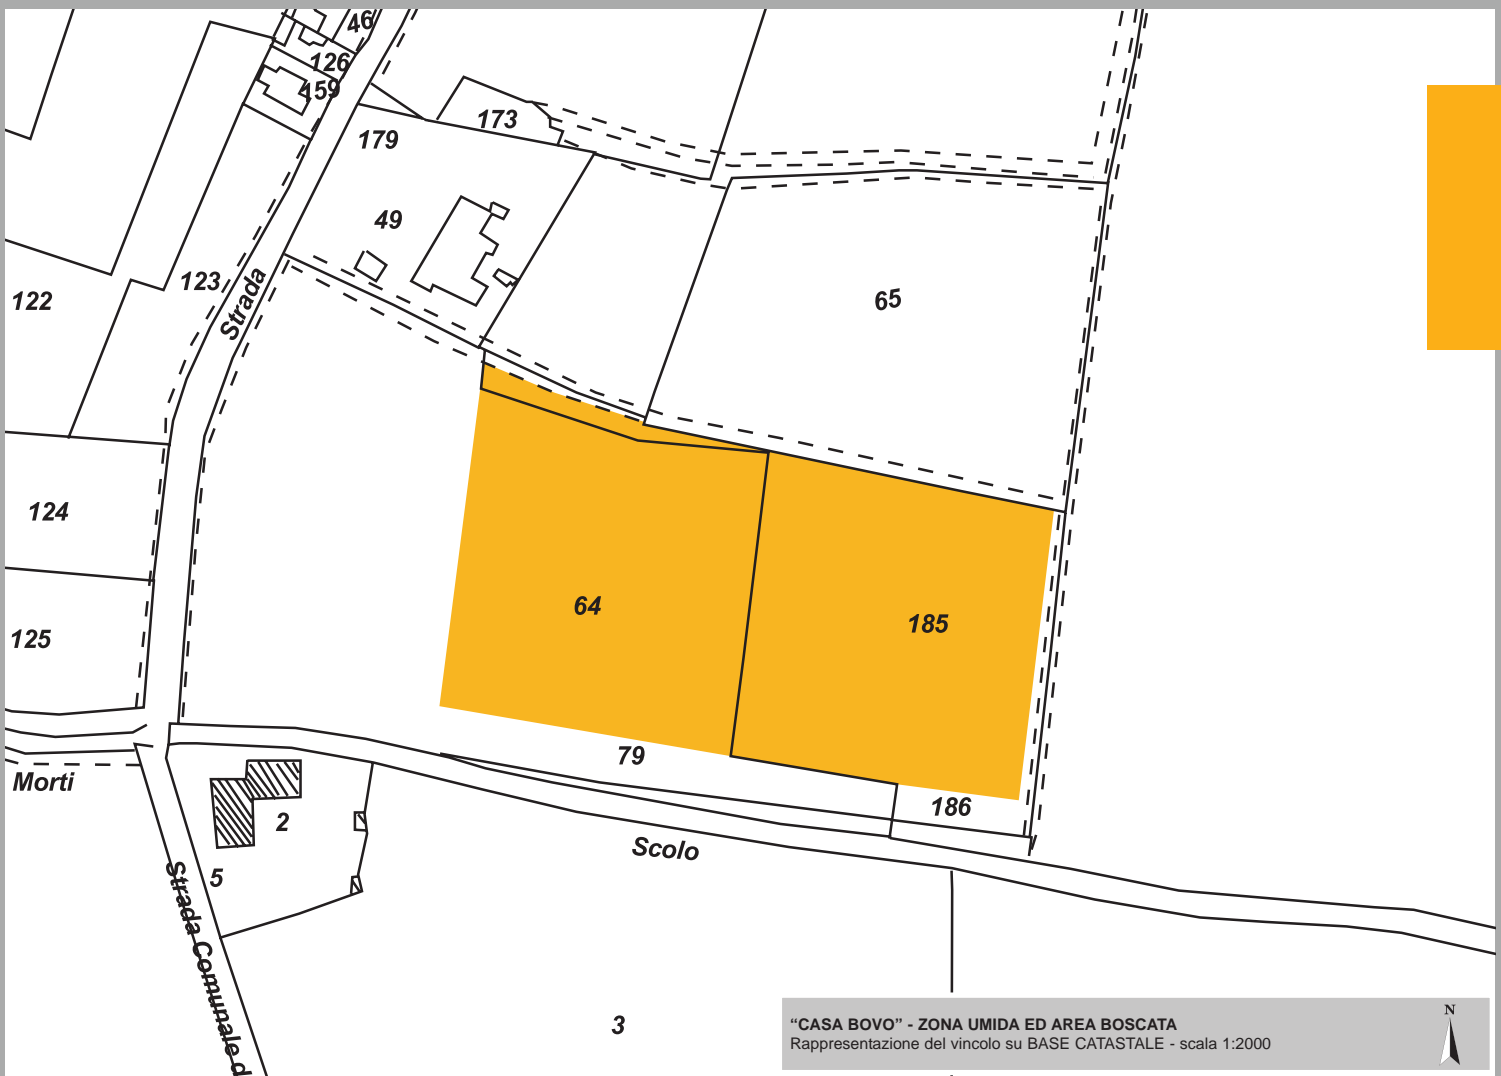 46
126
159
173
179
49
65
123
122
Strada
124
64
185
125
79
186
Morti
2
Scolo
5
Strada Comunale d
3
“CASA BOVO” - ZONA UMIDA ED AREA BOSCATA
Rappresentazione del vincolo su BASE CATASTALE - scala 1:2000
N